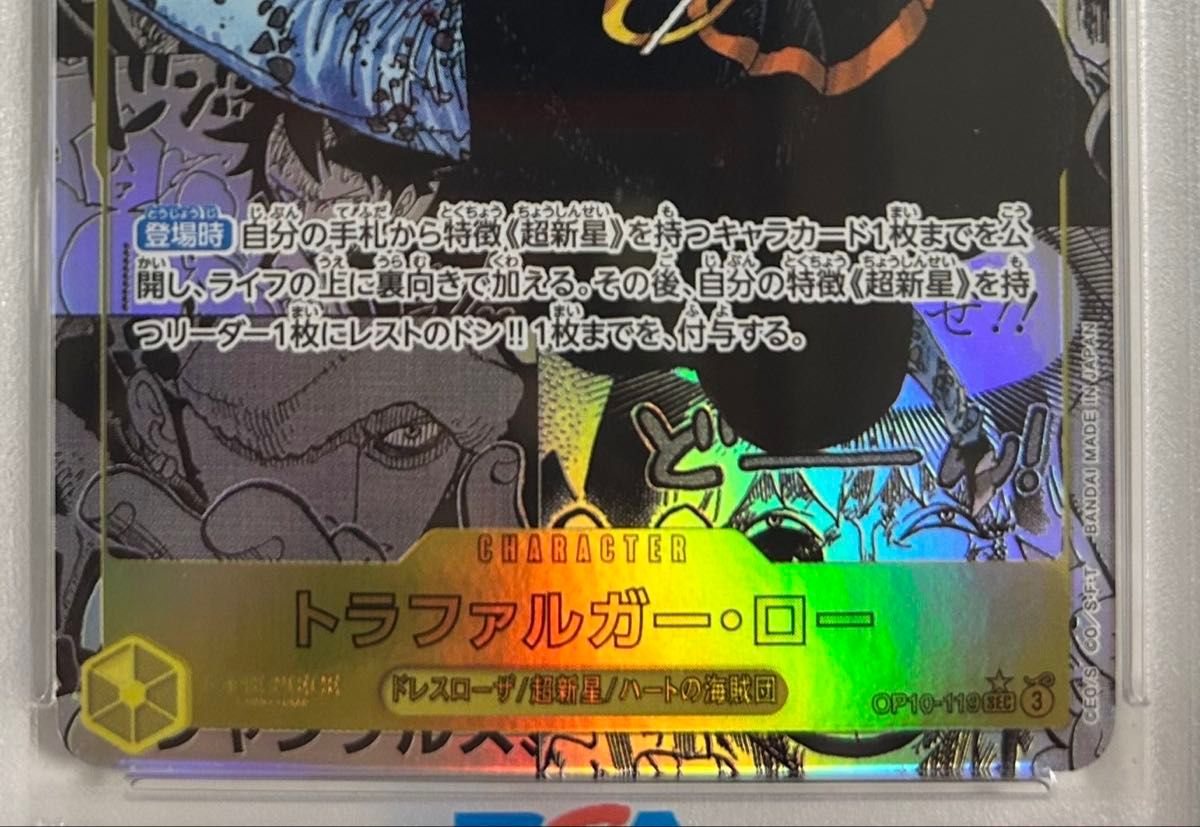 登場時 自分の手札から特徴《超新星》を持つキャラカード1枚までを公
開し、ライフの上に裏向きで加える。その後、自分の特徴《超新星》を持
つリーダー1枚にレストのドン!!1枚までを、付与する。
せ!!
どーーん!
CHARACTER
トラファルガー・ロー
ドレスローザ/超新星/ハートの海賊団
OP10-119 SEC 3
©E.O./S. CO./S.F.T. BANDAI MADE IN JAPAN